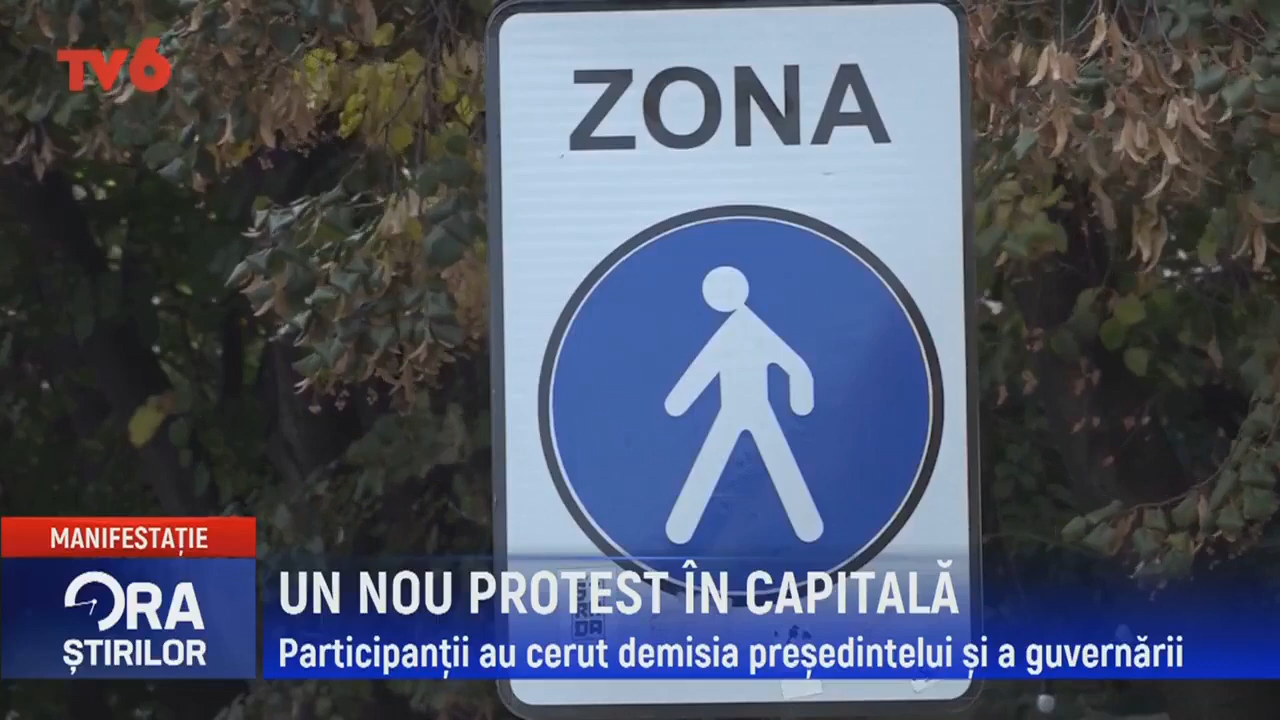 TV6
ZONA
MANIFESTAȚIE
ORA
ȘTIRILOR
UN NOU PROTEST ÎN CAPITALĂ
Participanții au cerut demisia președintelui și a guvernării